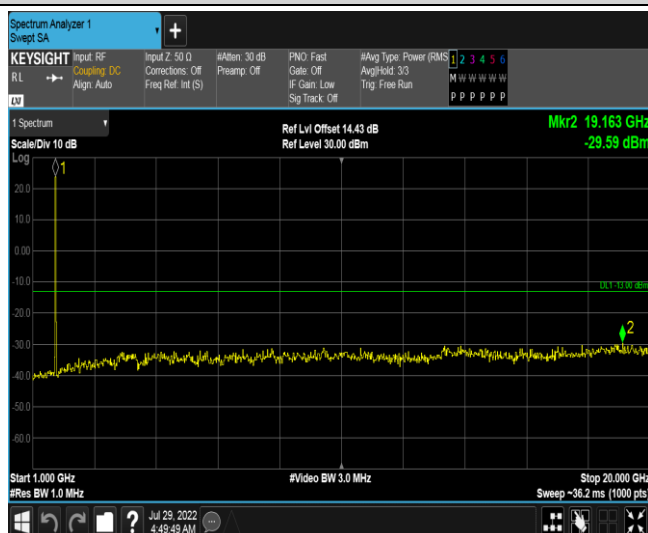 Spectrum Analyzer 1
Swept SA
+
KEYSIGHT
RL
LXI
Input: RF
Coupling: DC
Align: Auto
Input Z: 50 Ω
Corrections: Off
Freq Ref: Int (S)
#Atten: 30 dB
Preamp: Off
PNO: Fast
Gate: Off
IF Gain: Low
Sig Track: Off
#Avg Type: Power (RMS
Avg|Hold: 3/3
Trig: Free Run
1 2 3 4 5 6
M W W W W W
P P P P P P
1 Spectrum
Scale/Div 10 dB
Log
Ref Lvl Offset 14.43 dB
Ref Level 30.00 dBm
Mkr2 19.163 GHz
-29.59 dBm
1
20.0
10.0
0.00
-10.0
DL1 -13.00 dBm
-20.0
2
-30.0
-40.0
-50.0
-60.0
Start 1.000 GHz
#Video BW 3.0 MHz
Stop 20.000 GHz
#Res BW 1.0 MHz
Sweep ~36.2 ms (1000 pts)
?
Jul 29, 2022
4:49:49 AM